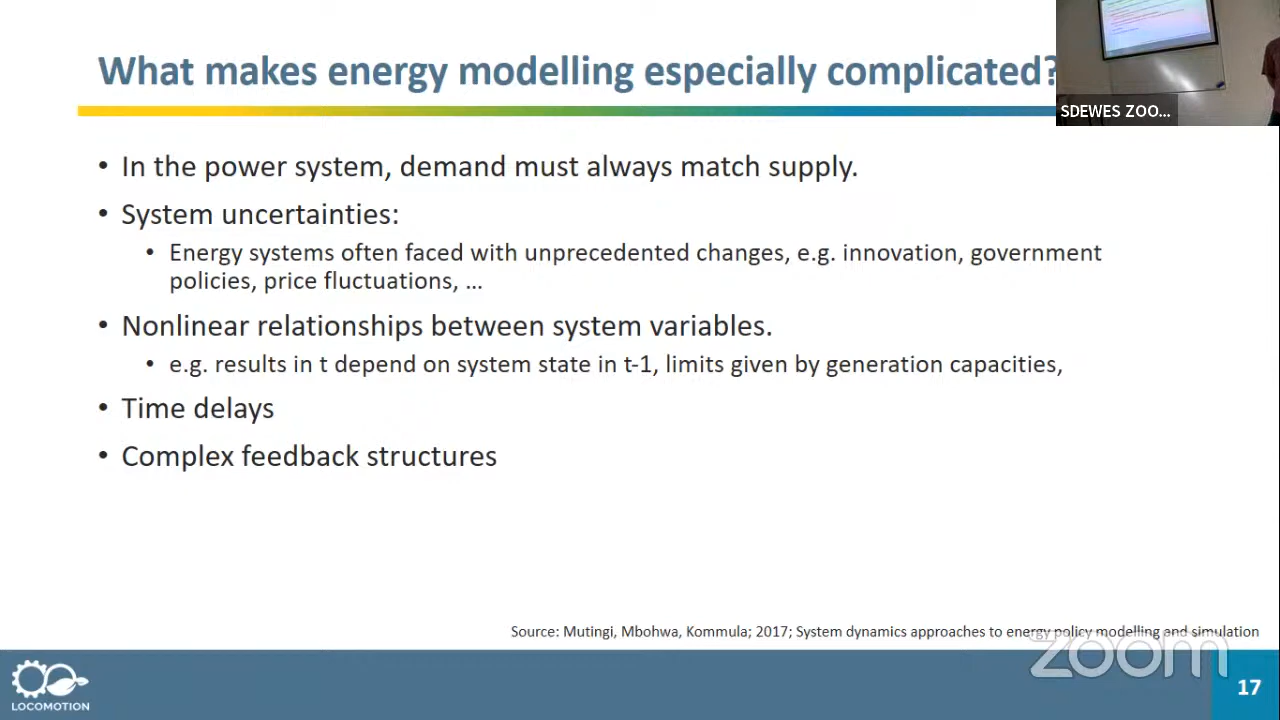 What makes energy modelling especially complicated?
SDEWES ZOO...
• In the power system, demand must always match supply.
• System uncertainties:
• Energy systems often faced with unprecedented changes, e.g. innovation, government
policies, price fluctuations, ...
• Nonlinear relationships between system variables.
• e.g. results in t depend on system state in t-1, limits given by generation capacities,
• Time delays
• Complex feedback structures
Source: Mutingi, Mbohwa, Kommula; 2017; System dynamics approaches to energy policy modelling and simulation
zoom
LOCOMOTION
17